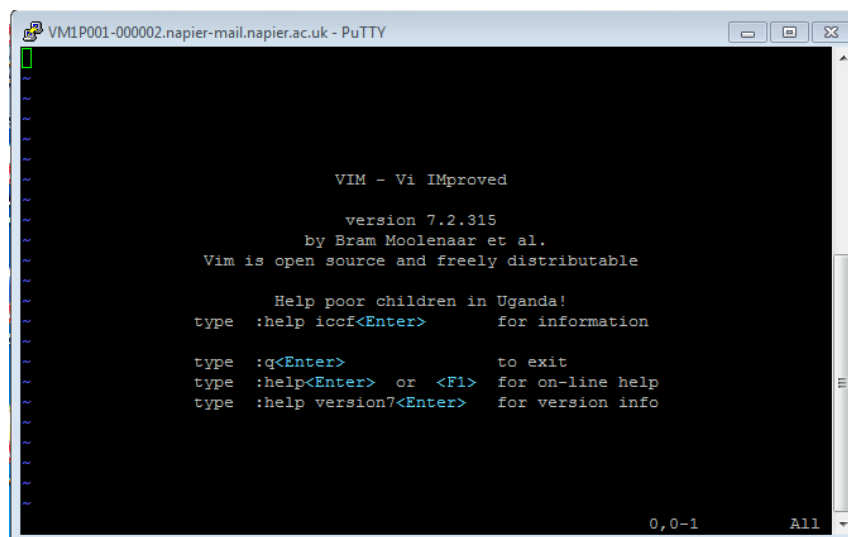 VM1P001-000002.napier-mail.napier.ac.uk - PuTTY
~
~
~
~
~
~ VIM - Vi IMproved
~
~ version 7.2.315
~ by Bram Moolenaar et al.
~ Vim is open source and freely distributable
~
~ Help poor children in Uganda!
~ type :help iccf<Enter> for information
~
~ type :q<Enter> to exit
~ type :help<Enter> or <F1> for on-line help
~ type :help version7<Enter> for version info
~
~
~
~
~
0,0-1 All